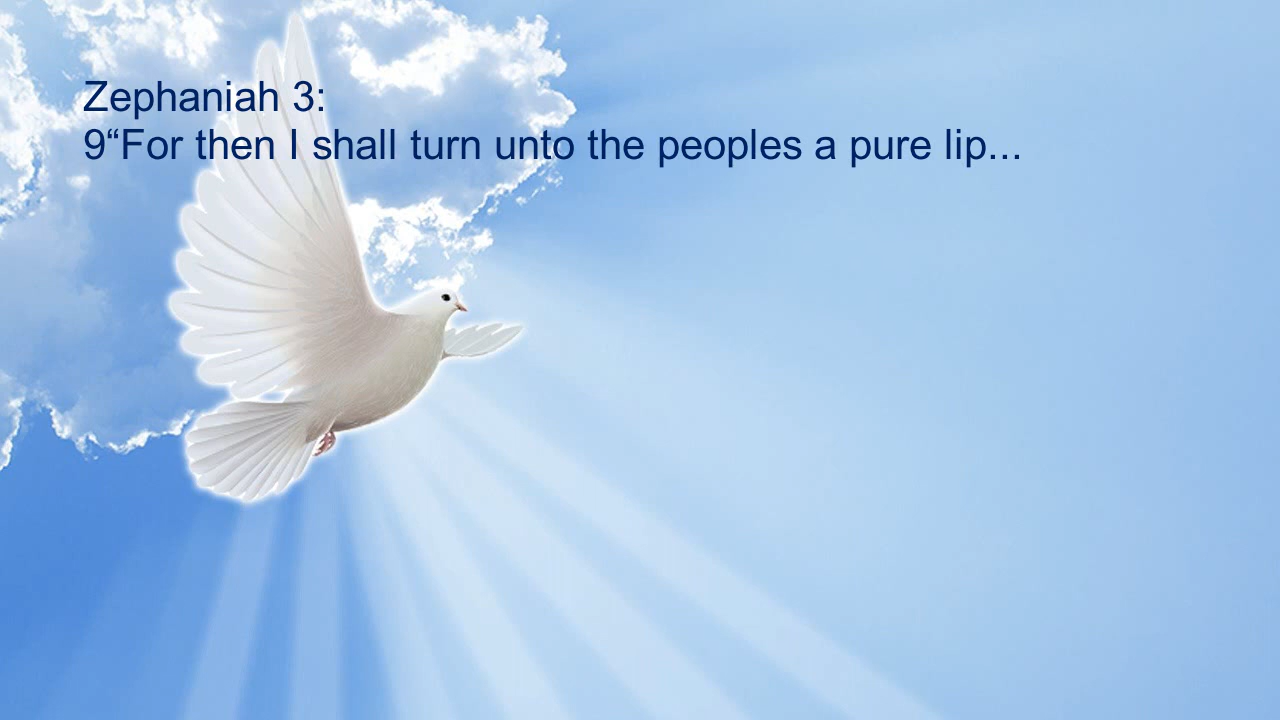 Zephaniah 3:
9“For then I shall turn unto the peoples a pure lip...